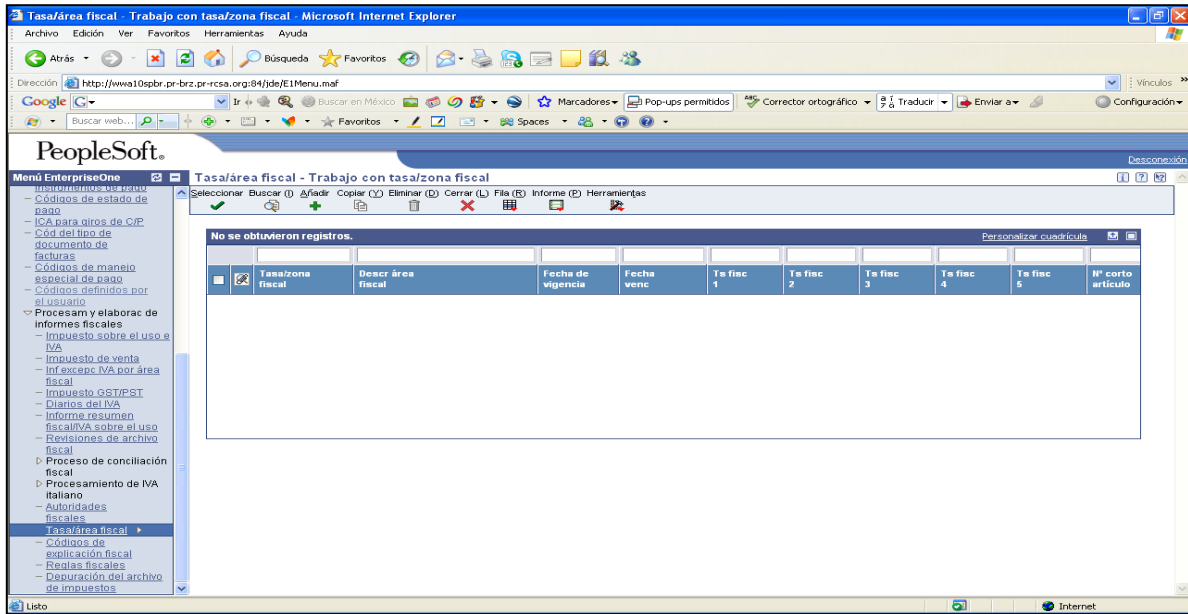 Tasa/área fiscal - Trabajo con tasa/zona fiscal - Microsoft Internet Explorer
Archivo Edición Ver Favoritos Herramientas Ayuda
Atrás Búsqueda Favoritos
Dirección http://wwa10spbr.pr-brz.pr-rcsa.org:84/jde/E1Menu.maf Vínculos »
Google G Ir Buscar en México Marcadores Pop-ups permitidos Corrector ortográfico Traducir Enviar a Configuración
Buscar web... Favoritos Spaces
PeopleSoft®
Desconexión
Menú EnterpriseOne
Tasa/área fiscal - Trabajo con tasa/zona fiscal
Seleccionar Buscar (I) Añadir Copiar (Y) Eliminar (D) Cerrar (L) Fila (R) Informe (P) Herramientas
No se obtuvieron registros. Personalizar cuadrícula
Tasa/zona fiscal
Descr área fiscal
Fecha de vigencia
Fecha venc
Ts fisc 1
Ts fisc 2
Ts fisc 3
Ts fisc 4
Ts fisc 5
Nº corto artículo
Instrumentos de pago
Códigos de estado de
pago
ICA para giros de C/P
Cód del tipo de
documento de
facturas
Códigos de manejo
especial de pago
Códigos definidos por
el usuario
Procesam y elaborac de
informes fiscales
Impuesto sobre el uso e
IVA
Impuesto de venta
Inf excepc IVA por área
fiscal
Impuesto GST/PST
Diarios del IVA
Informe resumen
fiscal/IVA sobre el uso
Revisiones de archivo
fiscal
Proceso de conciliación
fiscal
Procesamiento de IVA
italiano
Autoridades
fiscales
Tasa/área fiscal
Códigos de
explicación fiscal
Reglas fiscales
Depuración del archivo
de impuestos
Listo Internet